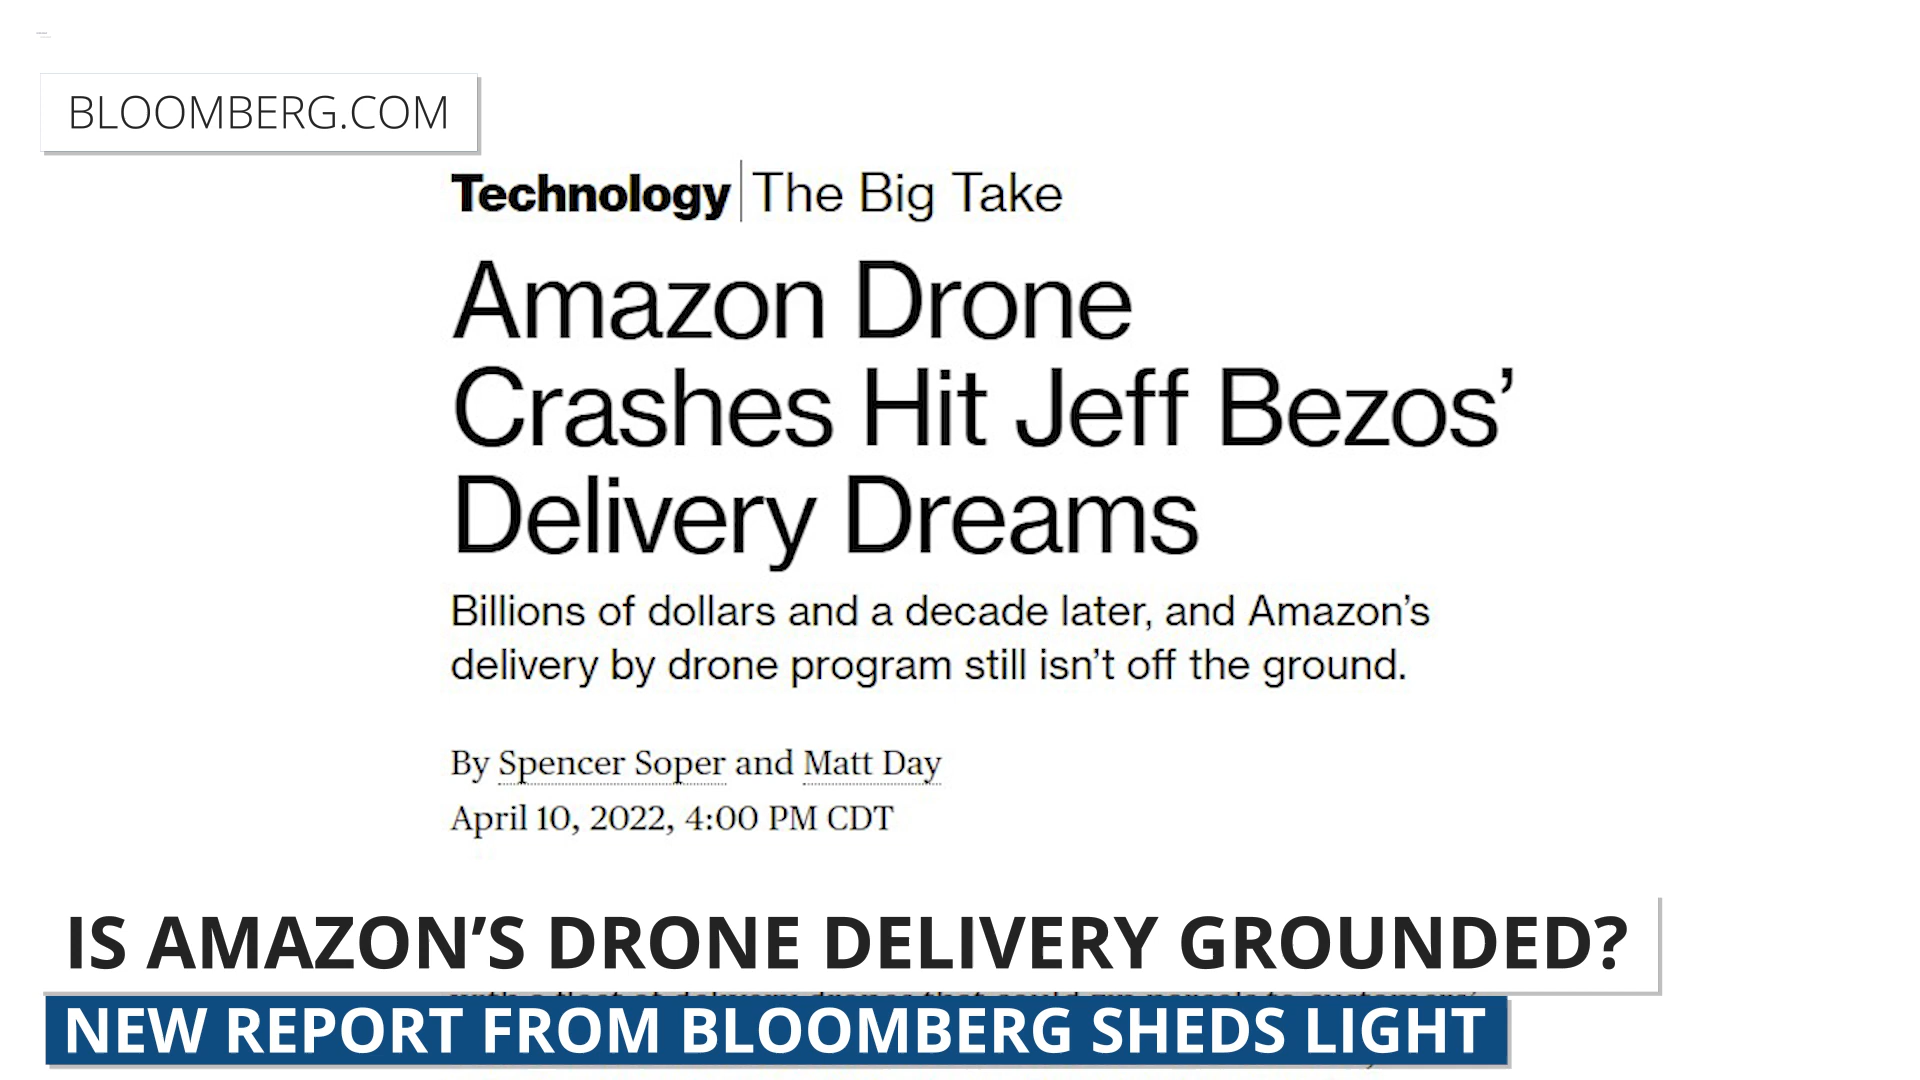 BLOOMBERG.COM
Technology | The Big Take
Amazon Drone
Crashes Hit Jeff Bezos’
Delivery Dreams
Billions of dollars and a decade later, and Amazon’s
delivery by drone program still isn’t off the ground.
By Spencer Soper and Matt Day
April 10, 2022, 4:00 PM CDT
IS AMAZON’S DRONE DELIVERY GROUNDED?
NEW REPORT FROM BLOOMBERG SHEDS LIGHT